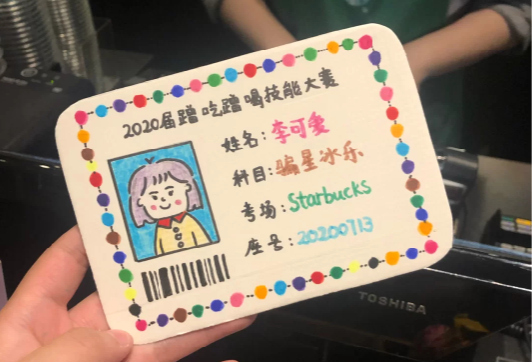 2020届蹭吃蹭喝技能大赛
姓名:李可爱
科目:骗星冰乐
考场:Starbucks
座号:20200713
TOSHIBA